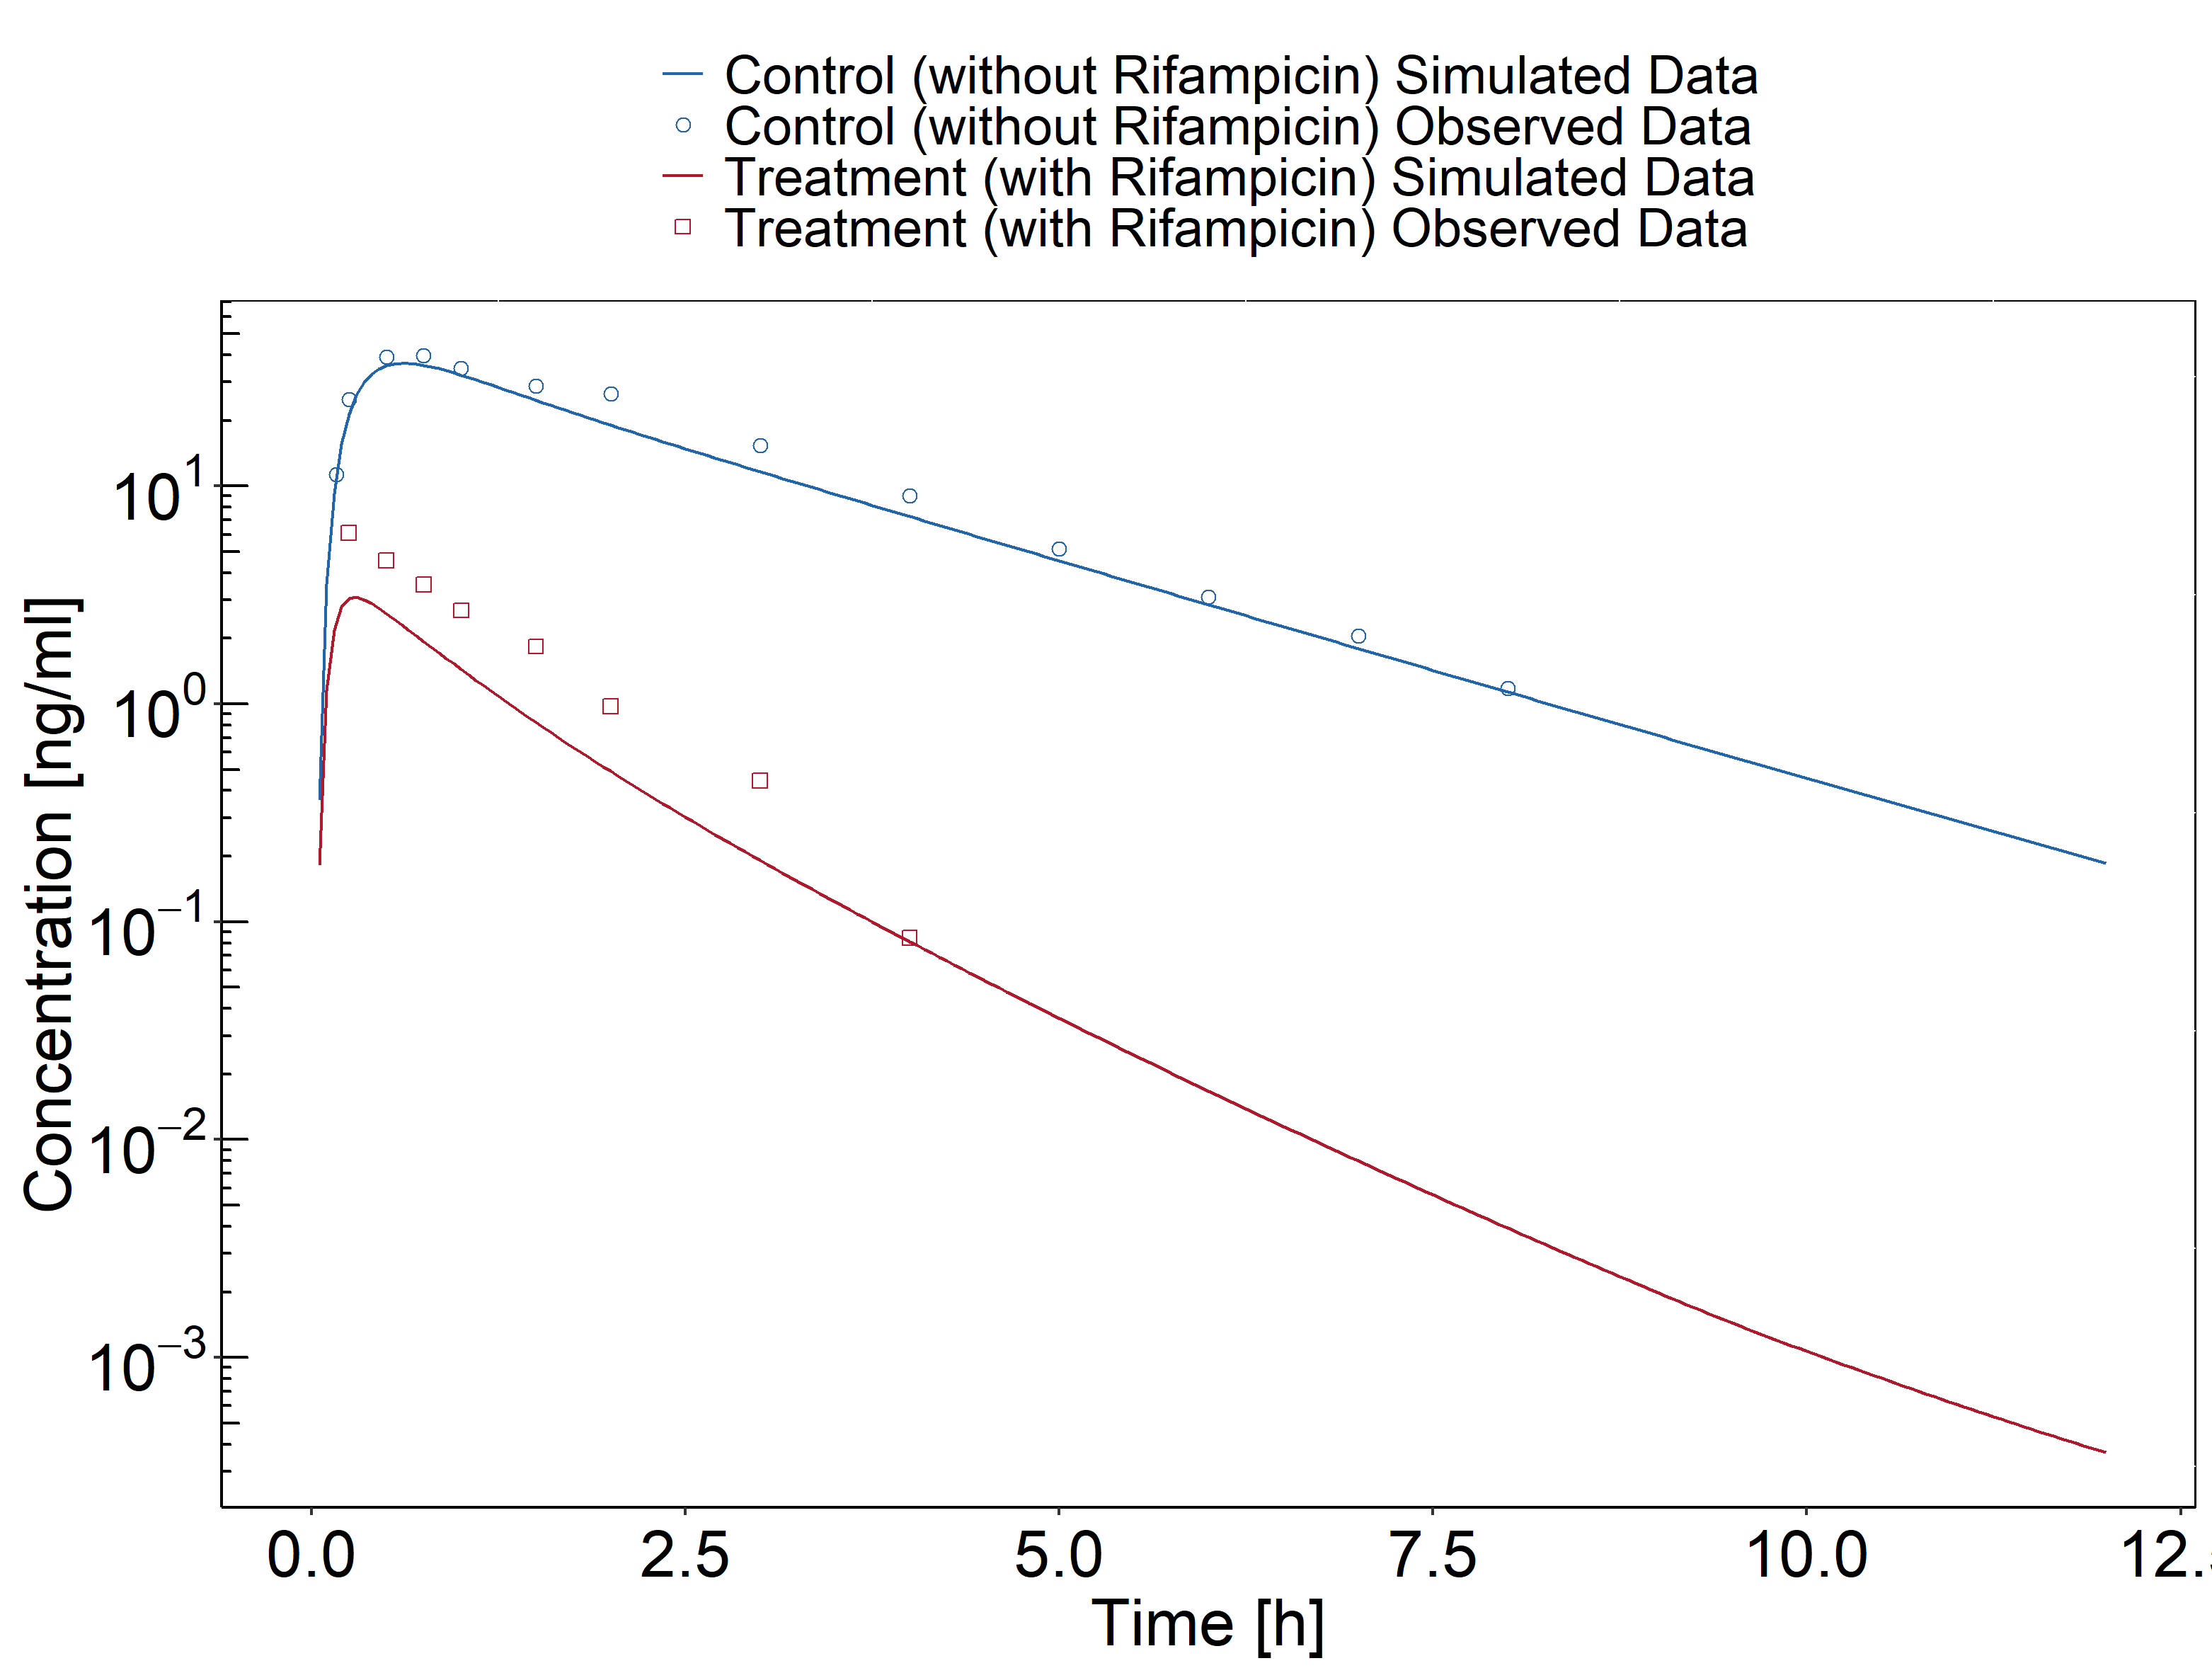 Control (without Rifampicin) Simulated Data
Control (without Rifampicin) Observed Data
Treatment (with Rifampicin) Simulated Data
Treatment (with Rifampicin) Observed Data
Concentration [ng/ml]
10¹
10⁰
10⁻¹
10⁻²
10⁻³
0.0 2.5 5.0 7.5 10.0
Time [h]